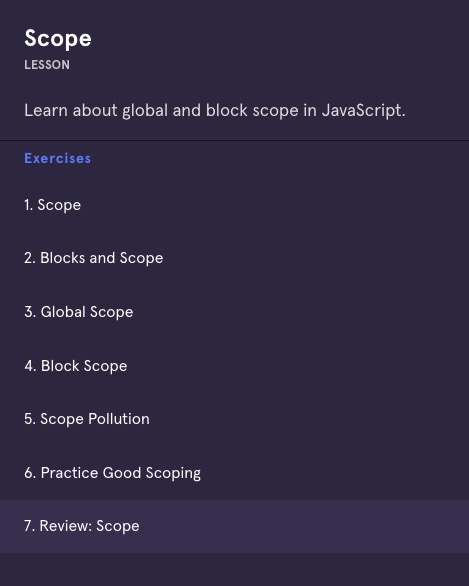 Scope
LESSON
Learn about global and block scope in JavaScript.
Exercises
1. Scope
2. Blocks and Scope
3. Global Scope
4. Block Scope
5. Scope Pollution
6. Practice Good Scoping
7. Review: Scope